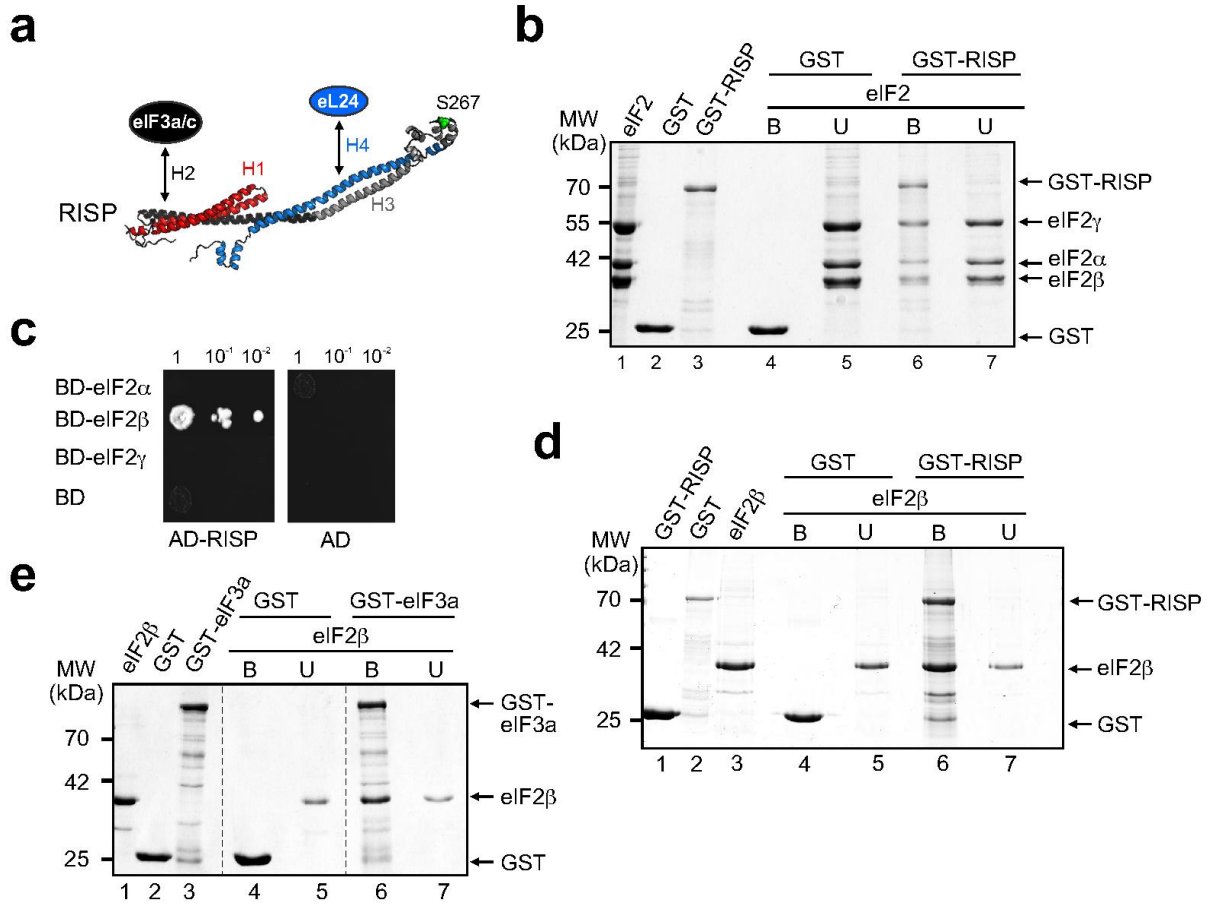 a
eIF3a/c
eL24
S267
H2
H1
H4
H3
RISP
b
GST
GST-RISP
eIF2
GST
GST-RISP
eIF2
MW
(kDa)
B U B U
70
55
42
25
GST-RISP
eIF2γ
eIF2α
eIF2β
GST
1 2 3 4 5 6 7
c
1 10-1 10-2 1 10-1 10-2
BD-eIF2α
BD-eIF2β
BD-eIF2γ
BD
AD-RISP AD
d
GST-RISP
GST
eIF2β
GST
GST-RISP
eIF2β
MW
(kDa)
B U B U
70
42
25
GST-RISP
eIF2β
GST
1 2 3 4 5 6 7
e
eIF2β
GST
GST-eIF3a
GST
GST-eIF3a
eIF2β
MW
(kDa)
B U B U
70
42
25
GST-
eIF3a
eIF2β
GST
1 2 3 4 5 6 7